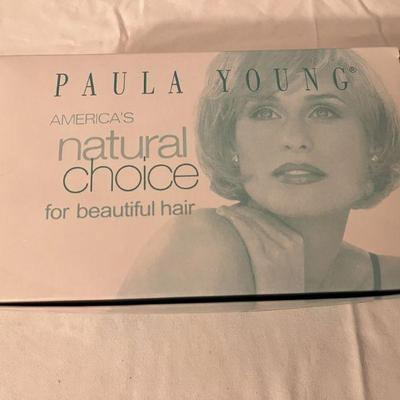 PAULA YOUNG®
AMERICA'S
natural
choice
for beautiful hair